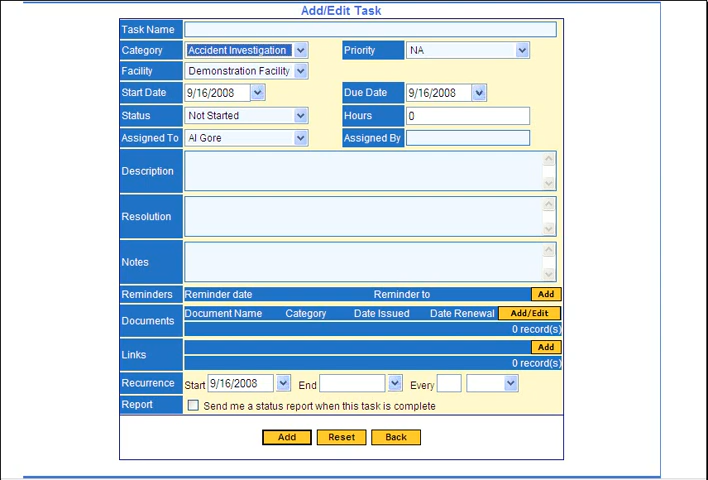 Add/Edit Task
Task Name
Category Accident Investigation Priority NA
Facility Demonstration Facility
Start Date 9/16/2008 Due Date 9/16/2008
Status Not Started Hours 0
Assigned To Al Gore Assigned By
Description
Resolution
Notes
Reminders Reminder date Reminder to Add
Documents Document Name Category Date Issued Date Renewal Add/Edit
0 record(s)
Links Add
0 record(s)
Recurrence Start 9/16/2008 End Every
Report Send me a status report when this task is complete
Add Reset Back